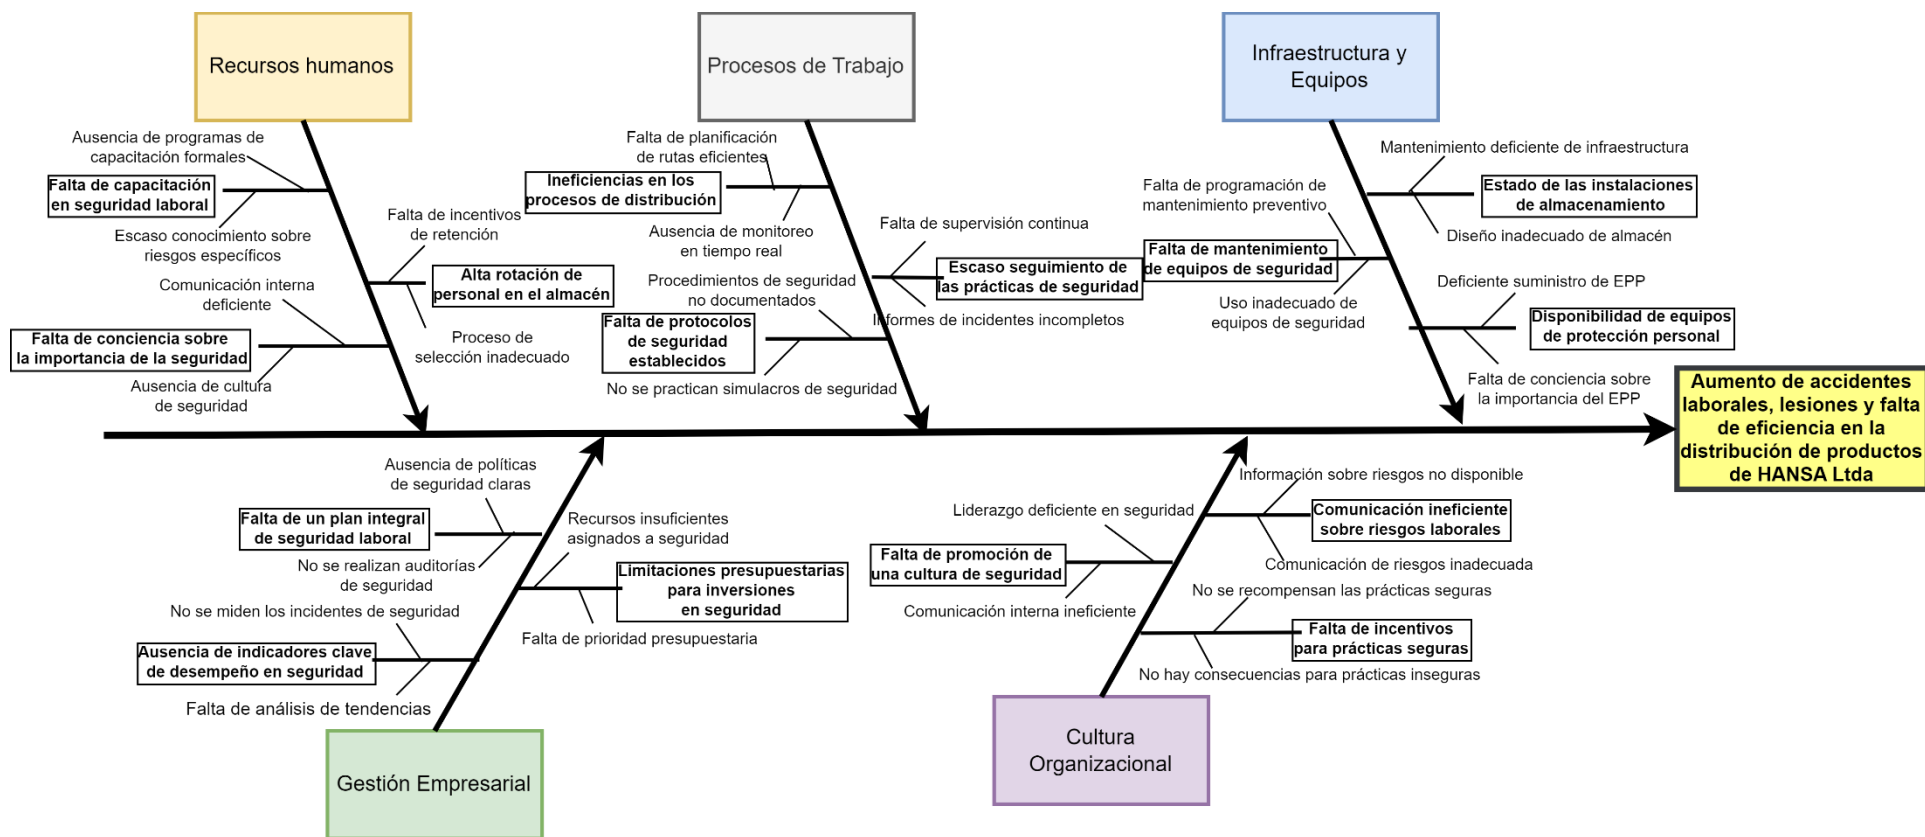 Recursos humanos
Procesos de Trabajo
Infraestructura y
Equipos
Ausencia de programas de
capacitación formales
Falta de capacitación
en seguridad laboral
Escaso conocimiento sobre
riesgos específicos
Falta de incentivos
de retención
Alta rotación de
personal en el almacén
Proceso de
selección inadecuado
Comunicación interna
deficiente
Falta de conciencia sobre
la importancia de la seguridad
Ausencia de cultura
de seguridad
Falta de planificación
de rutas eficientes
Ineficiencias en los
procesos de distribución
Ausencia de monitoreo
en tiempo real
Falta de supervisión continua
Escaso seguimiento de
las prácticas de seguridad
Informes de incidentes incompletos
Procedimientos de seguridad
no documentados
Falta de protocolos
de seguridad
establecidos
No se practican simulacros de seguridad
Mantenimiento deficiente de infraestructura
Estado de las instalaciones
de almacenamiento
Diseño inadecuado de almacén
Falta de programación de
mantenimiento preventivo
Falta de mantenimiento
de equipos de seguridad
Uso inadecuado de
equipos de seguridad
Deficiente suministro de EPP
Disponibilidad de equipos
de protección personal
Falta de conciencia sobre
la importancia del EPP
Aumento de accidentes
laborales, lesiones y falta
de eficiencia en la
distribución de productos
de HANSA Ltda
Ausencia de políticas
de seguridad claras
Falta de un plan integral
de seguridad laboral
No se realizan auditorías
de seguridad
Recursos insuficientes
asignados a seguridad
Limitaciones presupuestarias
para inversiones
en seguridad
Falta de prioridad presupuestaria
No se miden los incidentes de seguridad
Ausencia de indicadores clave
de desempeño en seguridad
Falta de análisis de tendencias
Gestión Empresarial
Información sobre riesgos no disponible
Comunicación ineficiente
sobre riesgos laborales
Comunicación de riesgos inadecuada
Liderazgo deficiente en seguridad
Falta de promoción de
una cultura de seguridad
Comunicación interna ineficiente
No se recompensan las prácticas seguras
Falta de incentivos
para prácticas seguras
No hay consecuencias para prácticas inseguras
Cultura
Organizacional